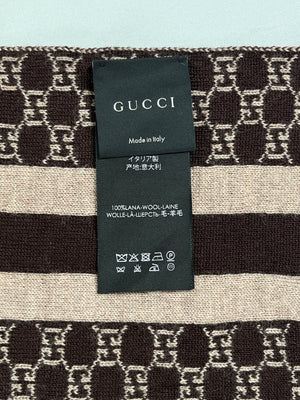 GUCCI
Made in Italy
イタリア製
产地:意大利
100%LANA-WOOL-LAINE
WOLLE-LÃ-ШЕРСТЬ-毛-羊毛